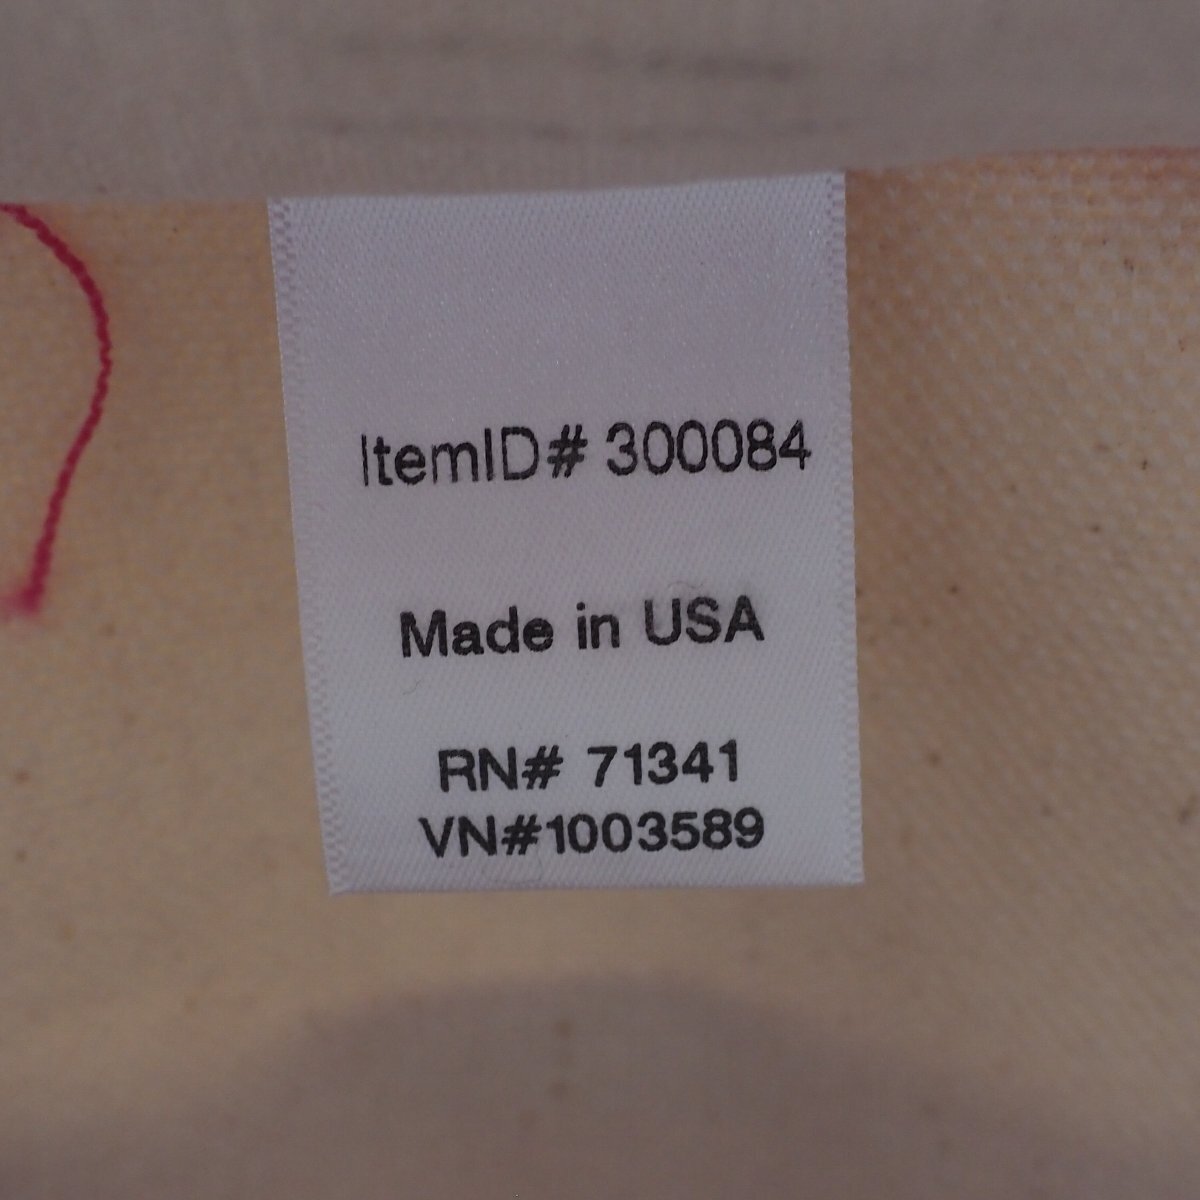 ItemID# 300084
Made in USA
RN# 71341
VN#1003589